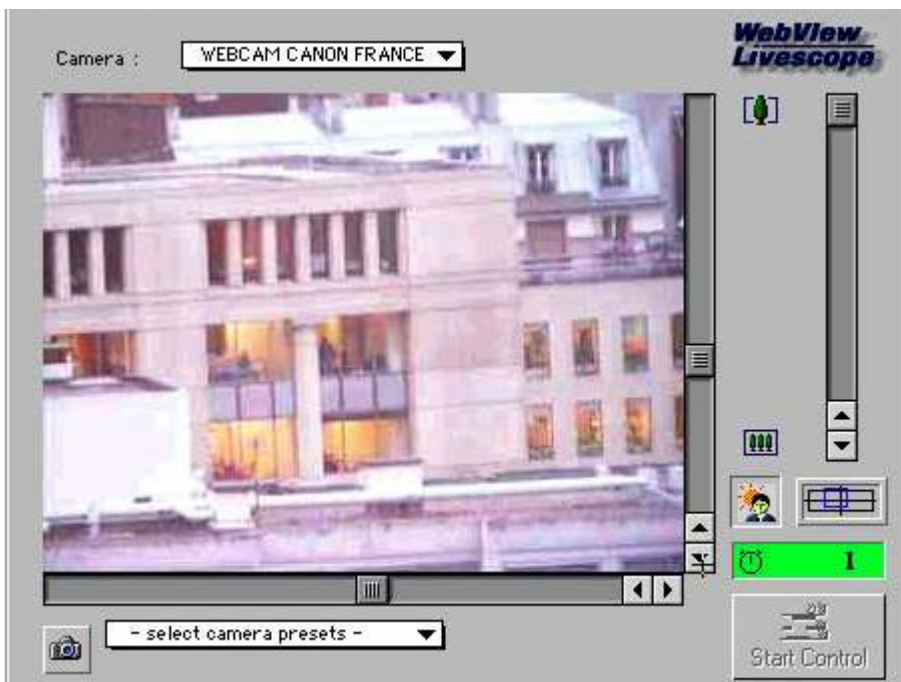 Camera :
WEBCAM CANON FRANCE
WebView
Livescope
1
- select camera presets -
Start Control